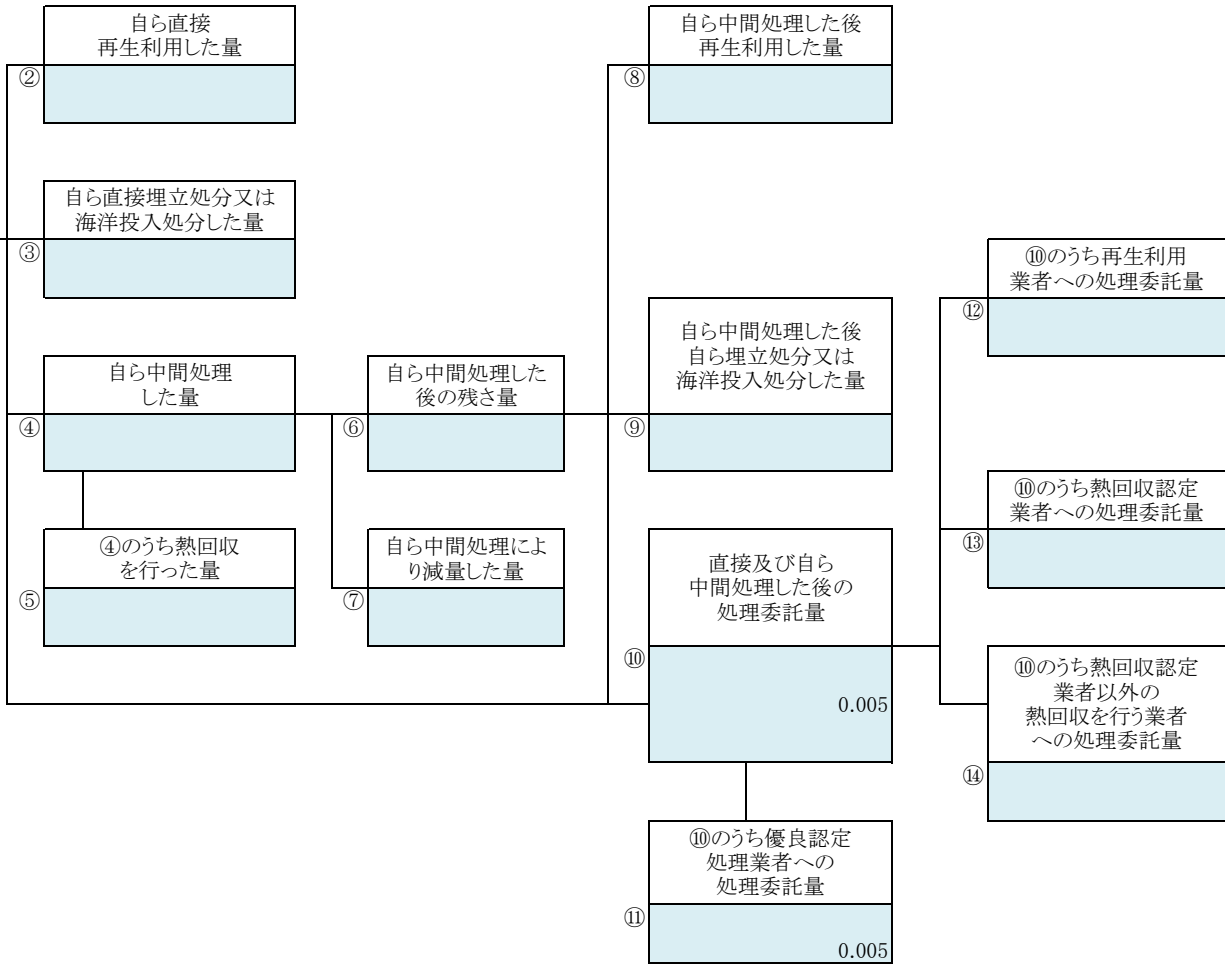 自ら直接
再生利用した量
②
自ら直接埋立処分又は
海洋投入処分した量
③
自ら中間処理
した量
④
④のうち熱回収
を行った量
⑤
自ら中間処理した
後の残さ量
⑥
自ら中間処理によ
り減量した量
⑦
自ら中間処理した後
再生利用した量
⑧
自ら中間処理した後
自ら埋立処分又は
海洋投入処分した量
⑨
直接及び自ら
中間処理した後の
処理委託量
⑩
0.005
⑩のうち優良認定
処理業者への
処理委託量
⑪
0.005
⑩のうち再生利用
業者への処理委託量
⑫
⑩のうち熱回収認定
業者への処理委託量
⑬
⑩のうち熱回収認定
業者以外の
熱回収を行う業者
への処理委託量
⑭